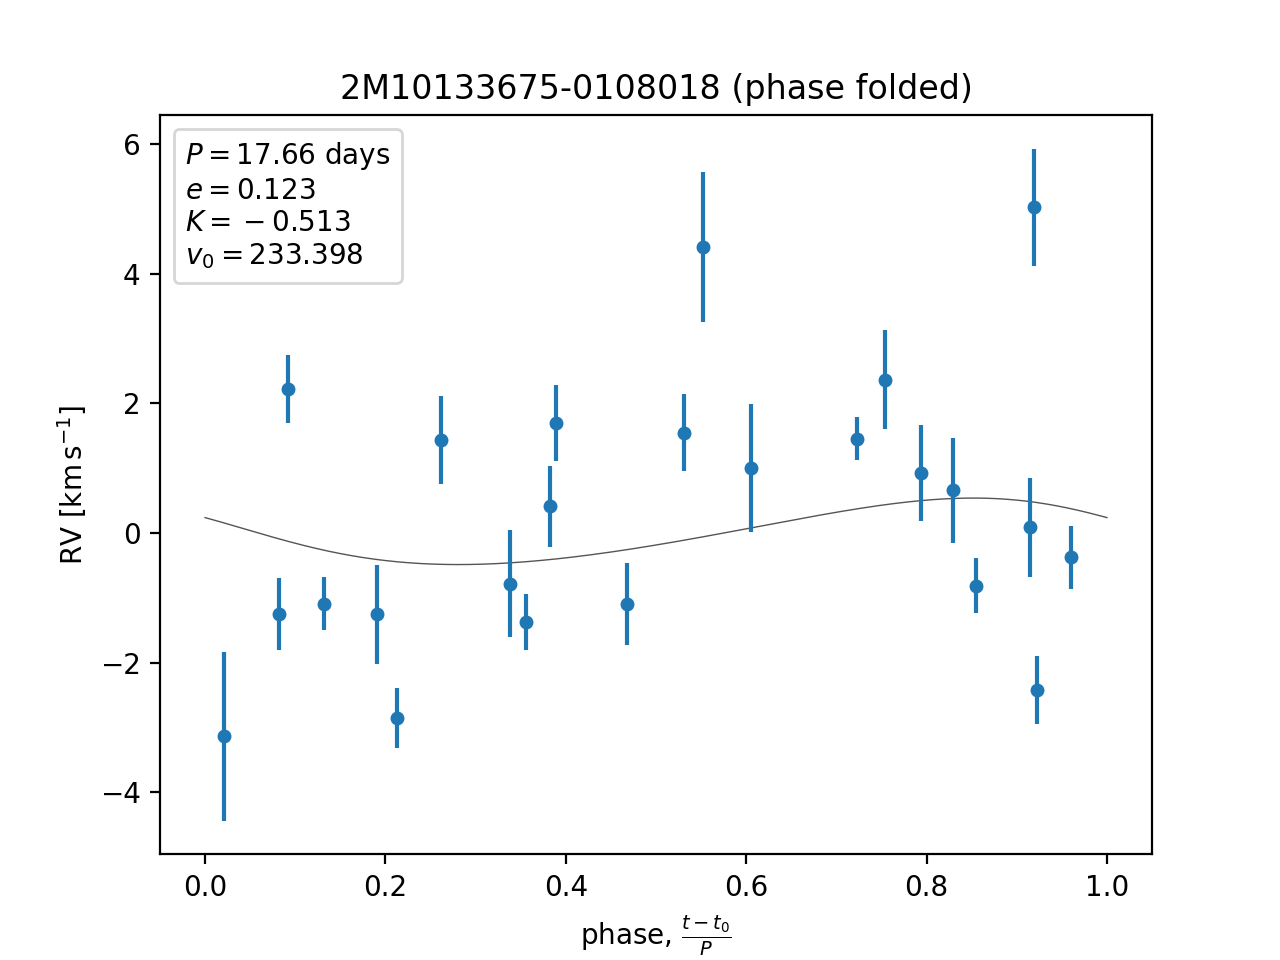 2M10133675-0108018 (phase folded)
P = 17.66 days
e = 0.123
K = −0.513
v₀ = 233.398
6
4
2
0
−2
−4
RV [km s⁻¹]
0.0 0.2 0.4 0.6 0.8 1.0
phase, (t − t₀)/P